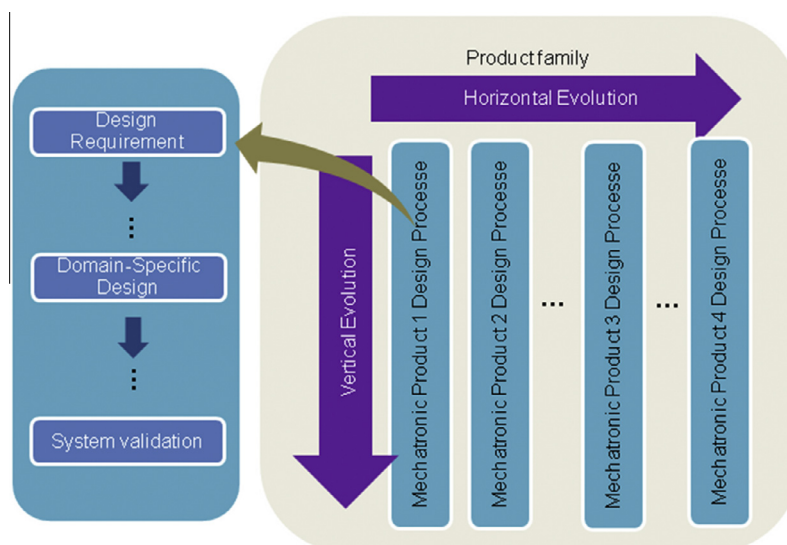 Design
Requirement
...
Domain-Specific
Design
...
System validation
Product family
Horizontal Evolution
Vertical Evolution
Mechatronic Product 1 Design Processe
Mechatronic Product 2 Design Processe
...
Mechatronic Product 3 Design Processe
...
Mechatronic Product 4 Design Processe